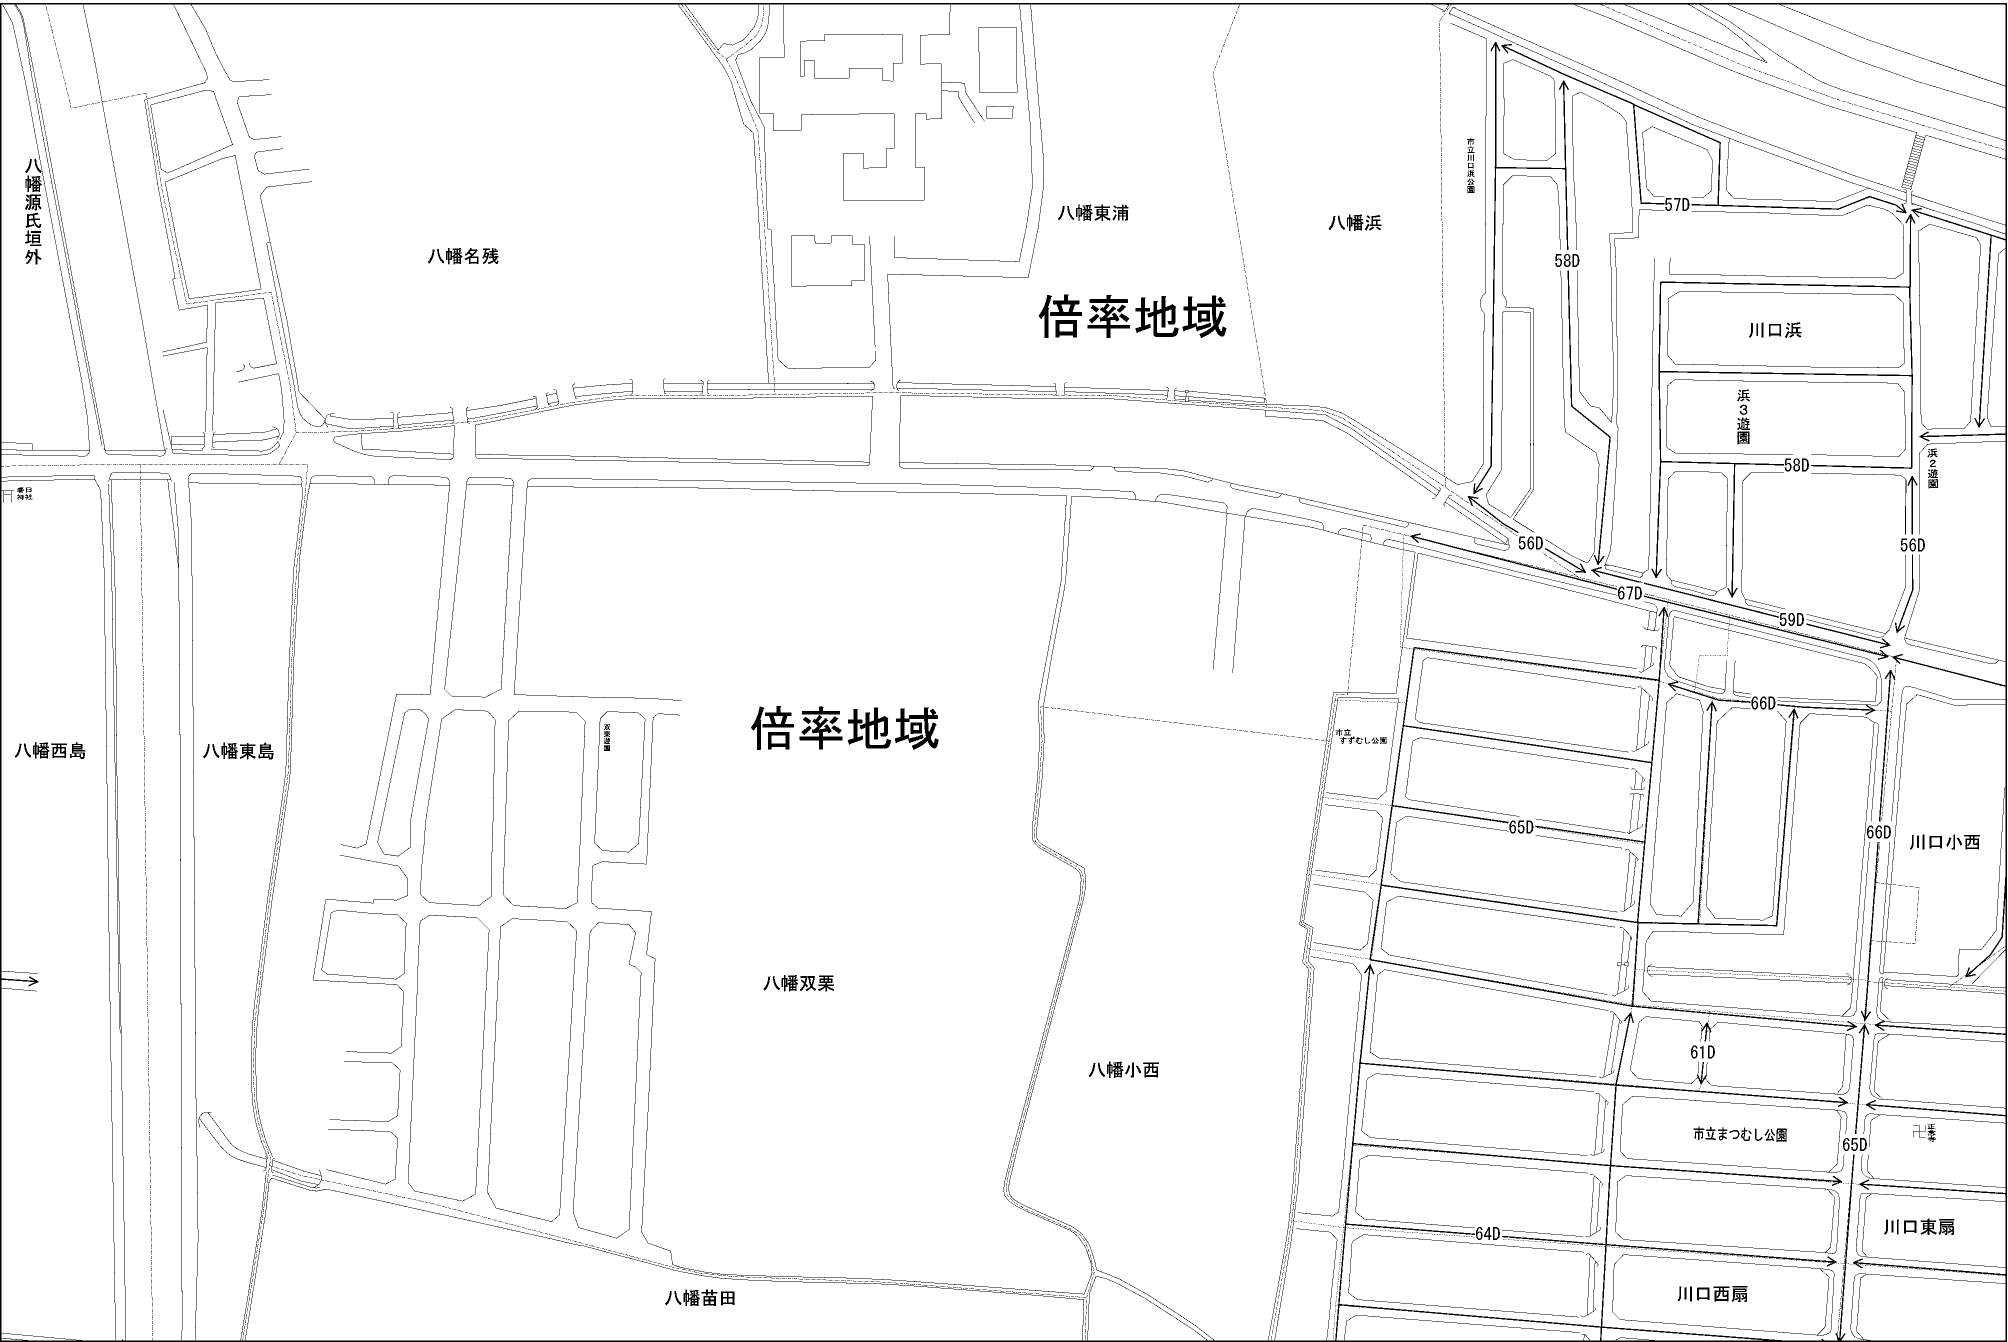 市立川口浜公園
八幡源氏垣外
57D
八幡東浦
八幡浜
八幡名残
58D
倍率地域
川口浜
浜3遊園
58D
浜2遊園
春日
神社
56D
56D
67D
59D
66D
双栗遊園
倍率地域
市立
すずむし公園
八幡西島
八幡東島
65D
66D
川口小西
八幡双栗
61D
八幡小西
市立まつむし公園
65D
川口東扇
64D
川口西扇
八幡苗田